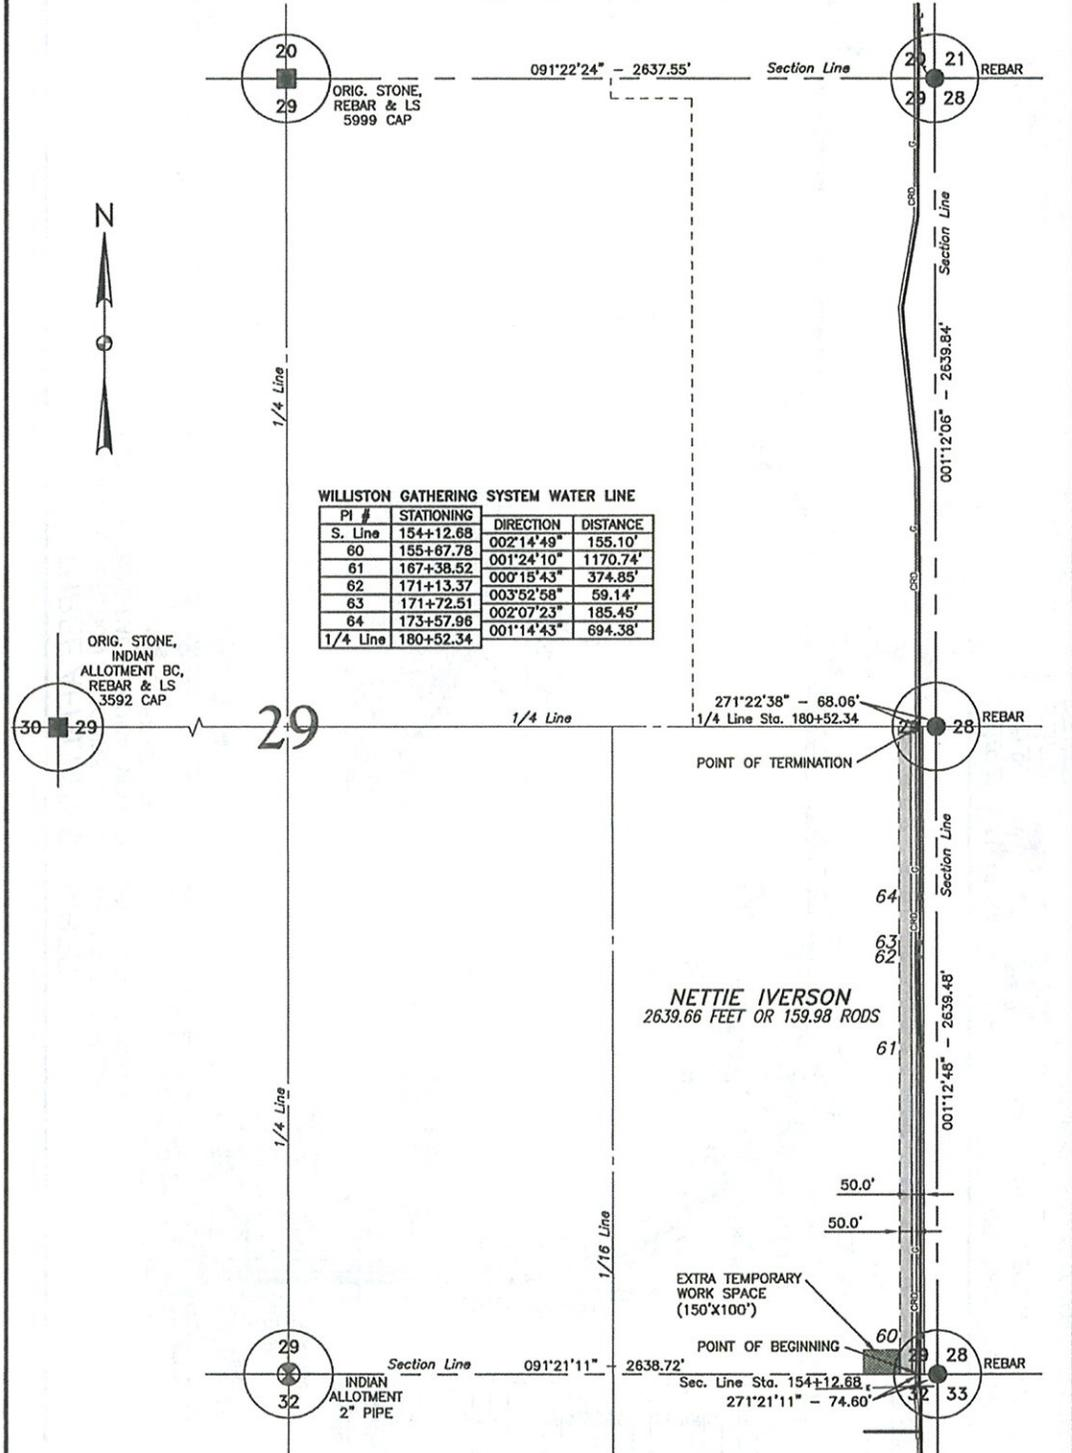 20
29
ORIG. STONE,
REBAR & LS
5999 CAP
091°22'24" – 2637.55'
Section Line
20 21
29 28
REBAR
N
1/4 Line
G
CRD
Section Line
001°12'06" – 2639.84'
G
CRD
WILLISTON GATHERING SYSTEM WATER LINE
PI # STATIONING DIRECTION DISTANCE
S. Line 154+12.68
002°14'49" 155.10'
60 155+67.78
001°24'10" 1170.74'
61 167+38.52
000°15'43" 374.85'
62 171+13.37
003°52'58" 59.14'
63 171+72.51
002°07'23" 185.45'
64 173+57.96
001°14'43" 694.38'
1/4 Line 180+52.34
ORIG. STONE,
INDIAN
ALLOTMENT BC,
REBAR & LS
3592 CAP
30 29
29
1/4 Line
271°22'38" – 68.06'
1/4 Line Sta. 180+52.34
29 28
REBAR
POINT OF TERMINATION
Section Line
G
CRD
64
63
62
61
NETTIE IVERSON
2639.66 FEET OR 159.98 RODS
001°12'48" – 2639.48'
1/4 Line
1/16 Line
50.0'
50.0'
G
CRD
EXTRA TEMPORARY
WORK SPACE
(150'X100')
60
POINT OF BEGINNING
29
32
INDIAN
ALLOTMENT
2" PIPE
Section Line
091°21'11" – 2638.72'
Sec. Line Sta. 154+12.68
271°21'11" – 74.60'
29 28
32 33
REBAR